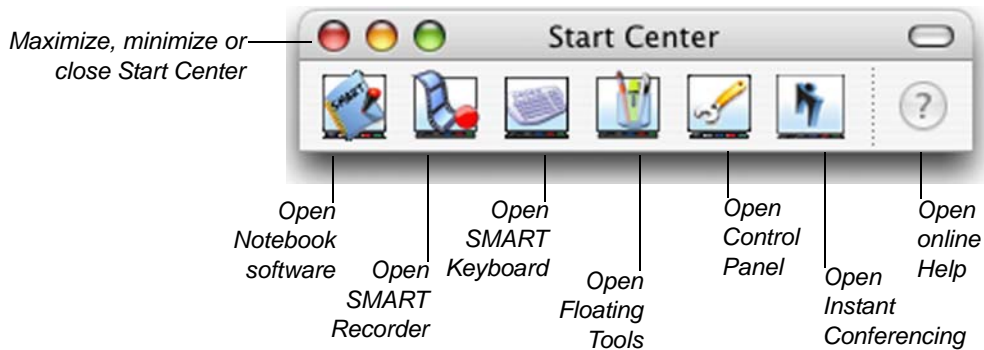 Maximize, minimize or
close Start Center
Start Center
SMART
?
Open
Notebook
software
Open
SMART
Recorder
Open
SMART
Keyboard
Open
Floating
Tools
Open
Control
Panel
Open
Instant
Conferencing
Open
online
Help